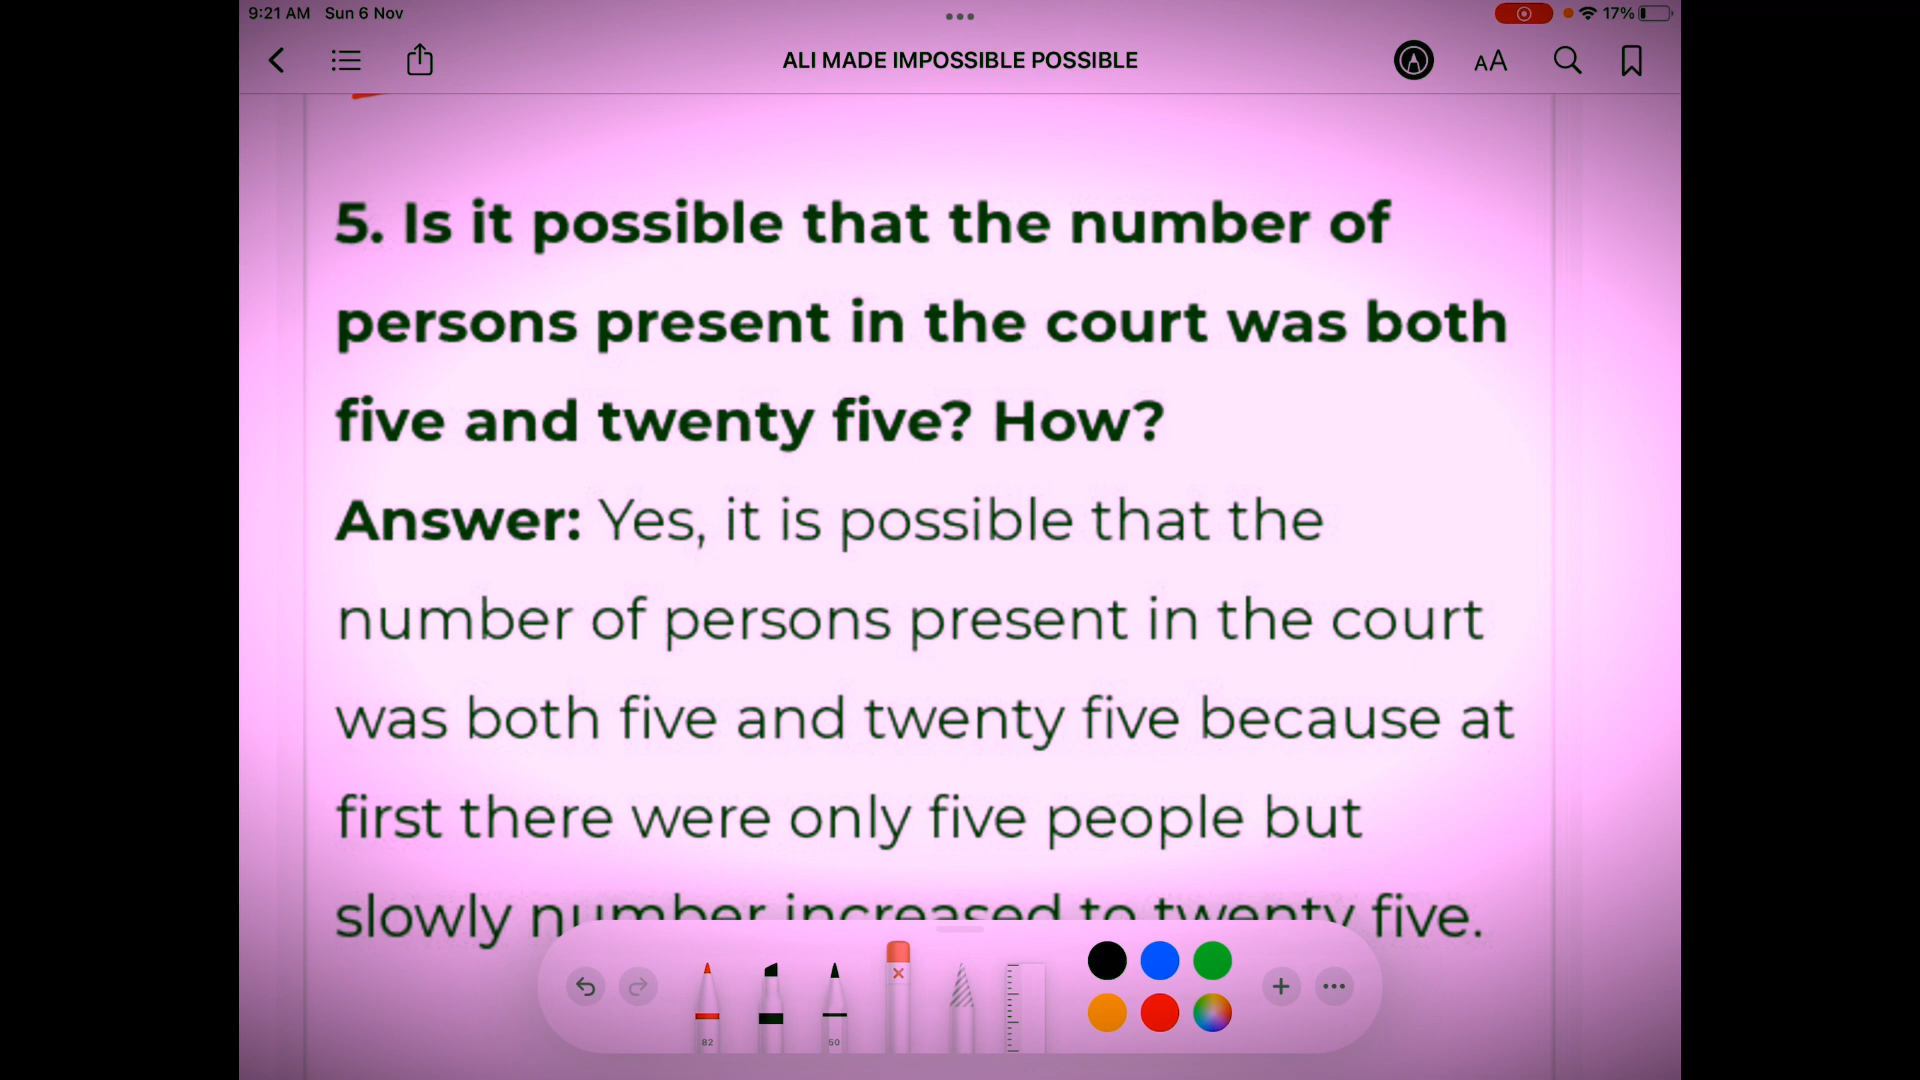 9:21 AM Sun 6 Nov
17%
ALI MADE IMPOSSIBLE POSSIBLE
AA
5. Is it possible that the number of
persons present in the court was both
five and twenty five? How?
Answer: Yes, it is possible that the
number of persons present in the court
was both five and twenty five because at
first there were only five people but
slowly number increased to twenty five.
82
50